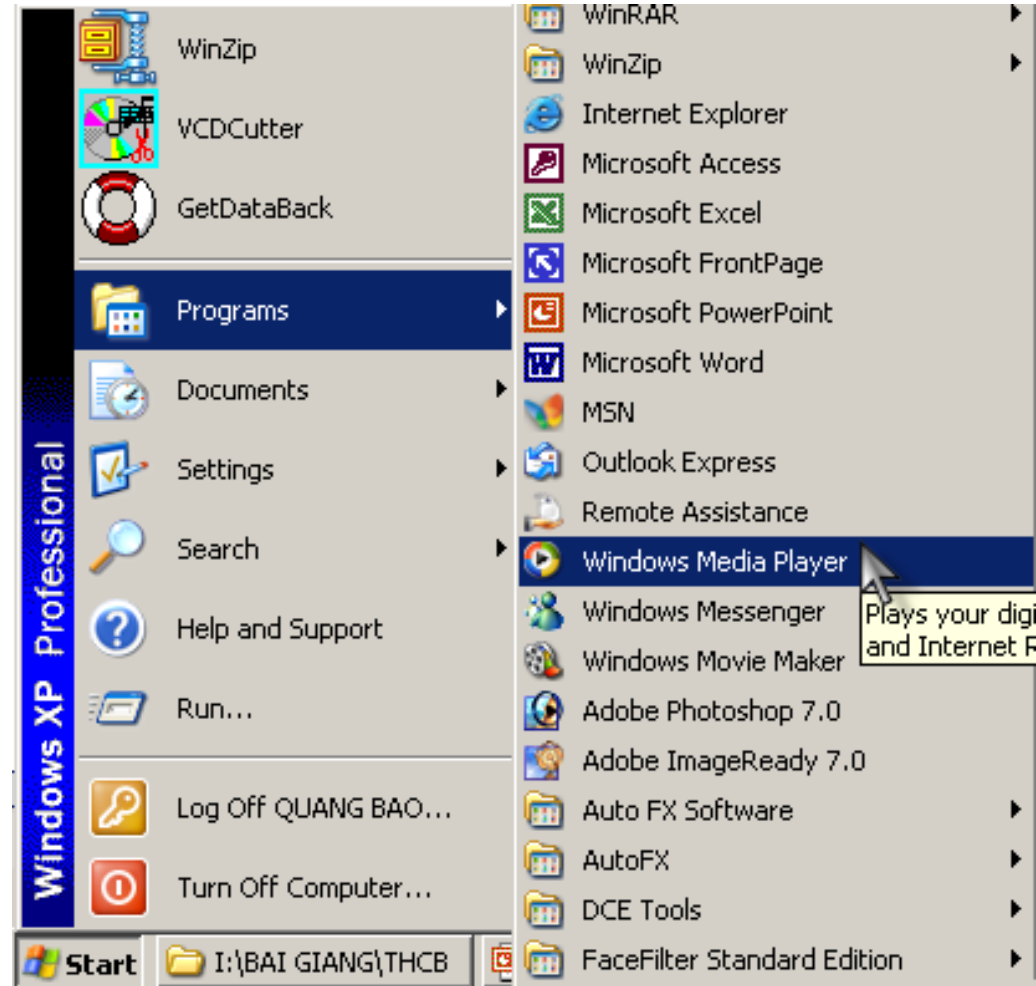 WinZip
VCDCutter
GetDataBack
Programs
Documents
Settings
Search
Help and Support
Run...
Log Off QUANG BAO...
Turn Off Computer...
Windows XP Professional
Start
I:\BAI GIANG\THCB
WinRAR
WinZip
Internet Explorer
Microsoft Access
Microsoft Excel
Microsoft FrontPage
Microsoft PowerPoint
Microsoft Word
MSN
Outlook Express
Remote Assistance
Windows Media Player
Windows Messenger
Plays your digi
and Internet R
Windows Movie Maker
Adobe Photoshop 7.0
Adobe ImageReady 7.0
Auto FX Software
AutoFX
DCE Tools
FaceFilter Standard Edition